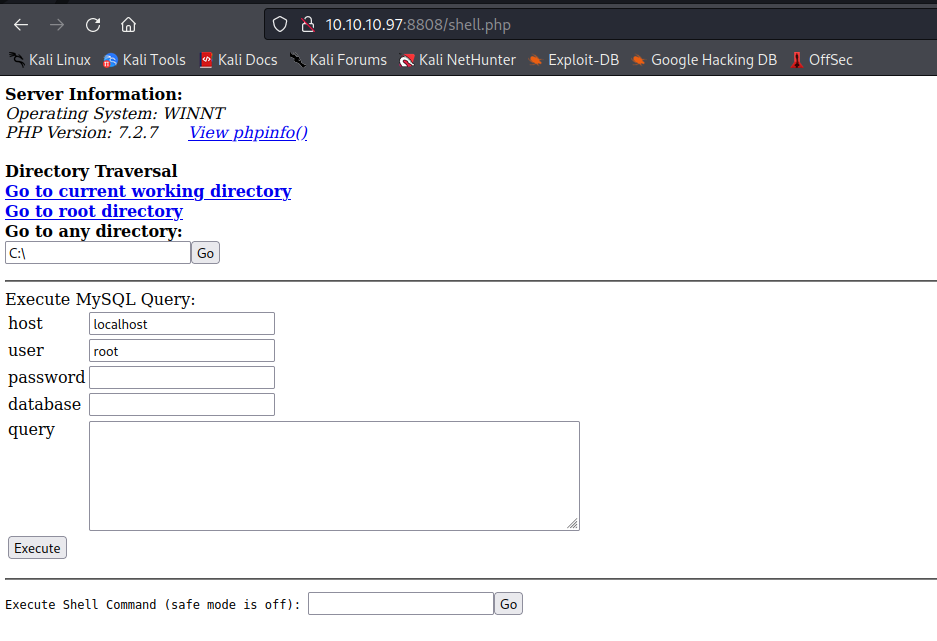 10.10.10.97:8808/shell.php
Kali Linux Kali Tools Kali Docs Kali Forums Kali NetHunter Exploit-DB Google Hacking DB OffSec
Server Information:
Operating System: WINNT
PHP Version: 7.2.7 View phpinfo()
Directory Traversal
Go to current working directory
Go to root directory
Go to any directory:
C:\ Go
Execute MySQL Query:
host localhost
user root
password
database
query
Execute
Execute Shell Command (safe mode is off): Go